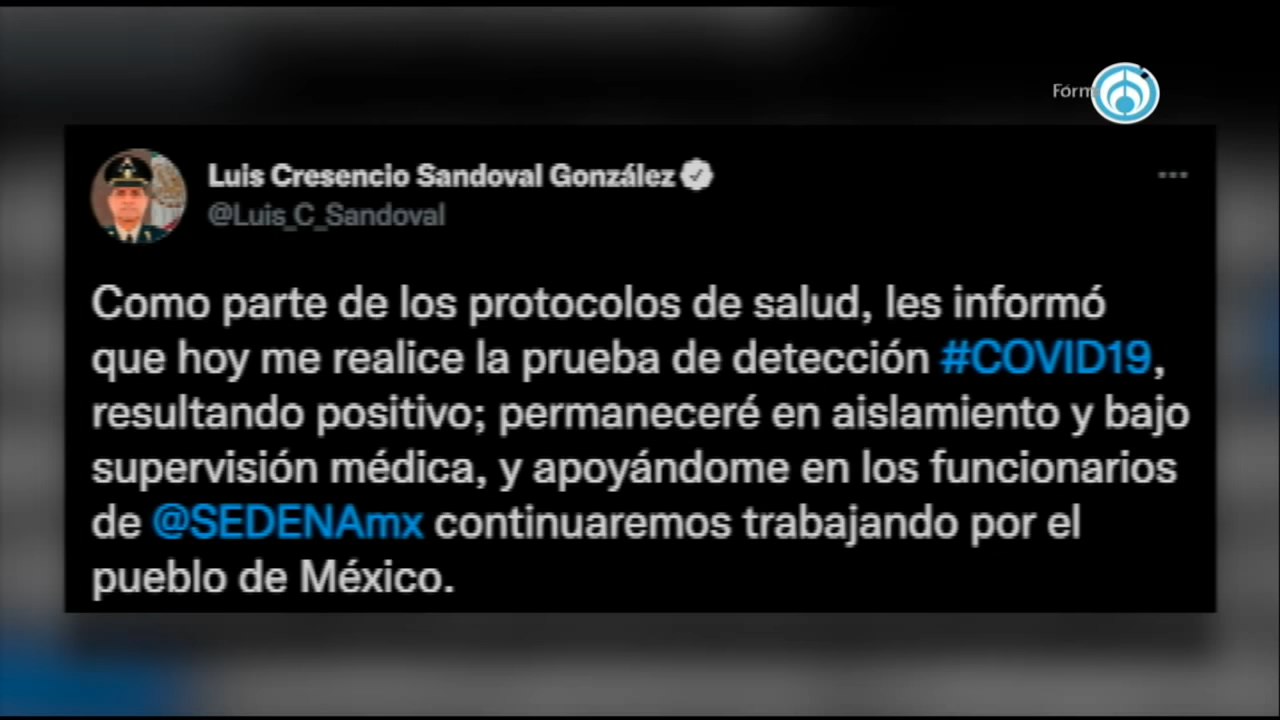 Fórm
Luis Cresencio Sandoval González
@Luis_C_Sandoval
Como parte de los protocolos de salud, les informó
que hoy me realice la prueba de detección #COVID19,
resultando positivo; permaneceré en aislamiento y bajo
supervisión médica, y apoyándome en los funcionarios
de @SEDENAmx continuaremos trabajando por el
pueblo de México.